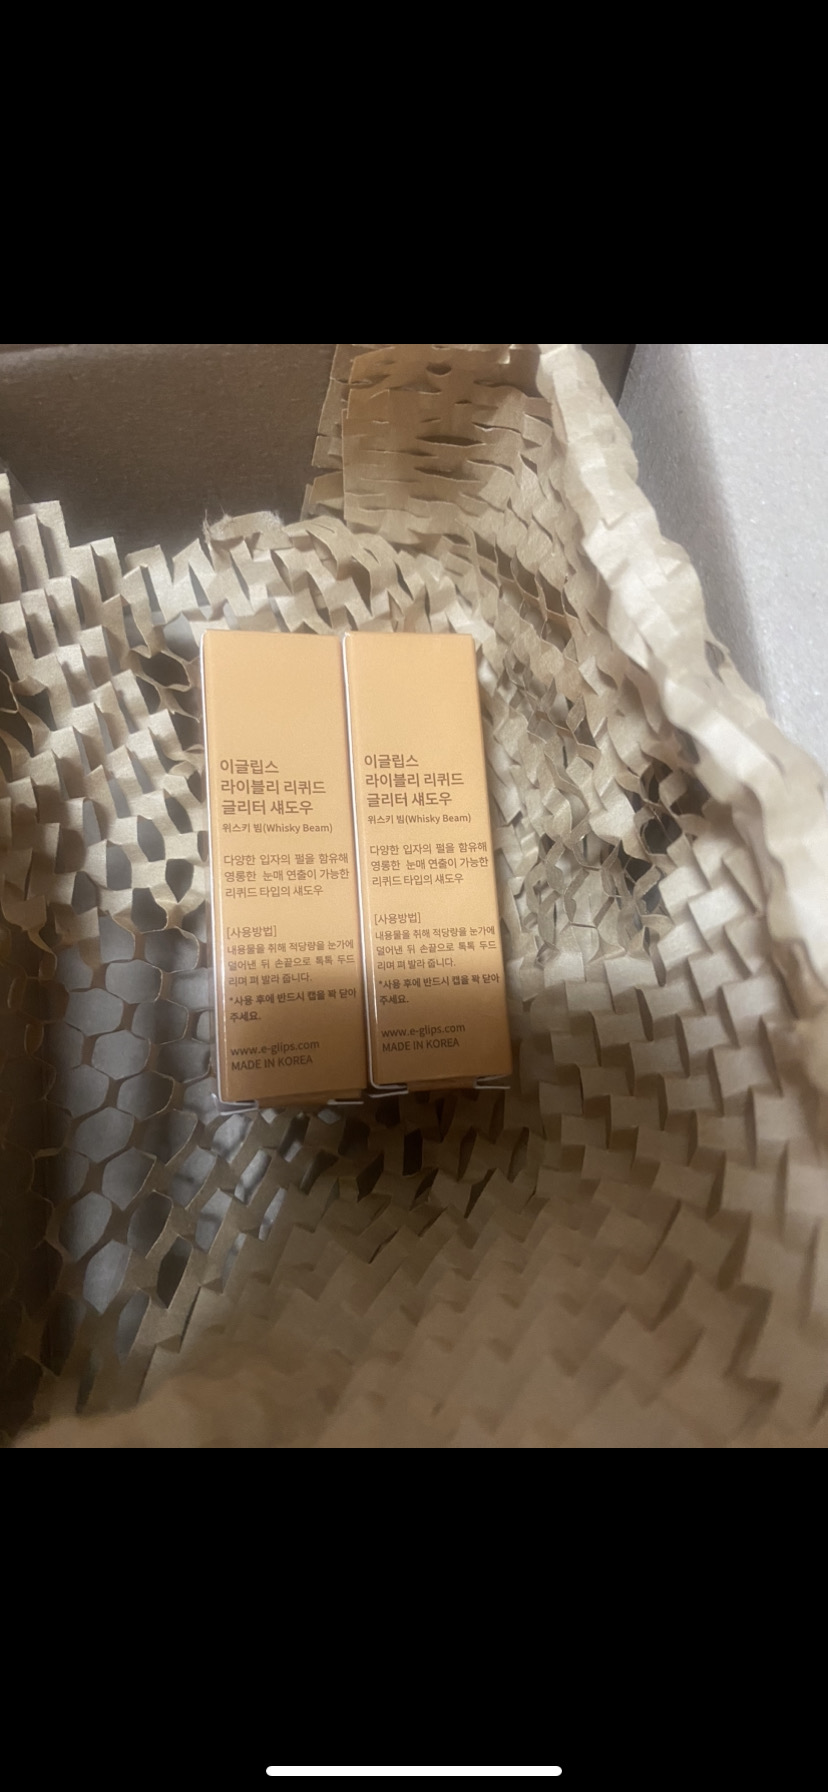 이글립스
라이블리 리퀴드
글리터 섀도우
위스키 빔(Whisky Beam)
다양한 입자의 펄을 함유해
영롱한 눈매 연출이 가능한
리퀴드 타입의 섀도우
[사용방법]
내용물을 취해 적당량을 눈가에
덜어낸 뒤 손끝으로 톡톡 두드
리며 펴 발라 줍니다.
*사용 후에 반드시 캡을 꽉 닫아
주세요.
www.e-glips.com
MADE IN KOREA
이글립스
라이블리 리퀴드
글리터 섀도우
위스키 빔(Whisky Beam)
다양한 입자의 펄을 함유해
영롱한 눈매 연출이 가능한
리퀴드 타입의 섀도우
[사용방법]
내용물을 취해 적당량을 눈가에
덜어낸 뒤 손끝으로 톡톡 두드
리며 펴 발라 줍니다.
*사용 후에 반드시 캡을 꽉 닫아
주세요.
www.e-glips.com
MADE IN KOREA